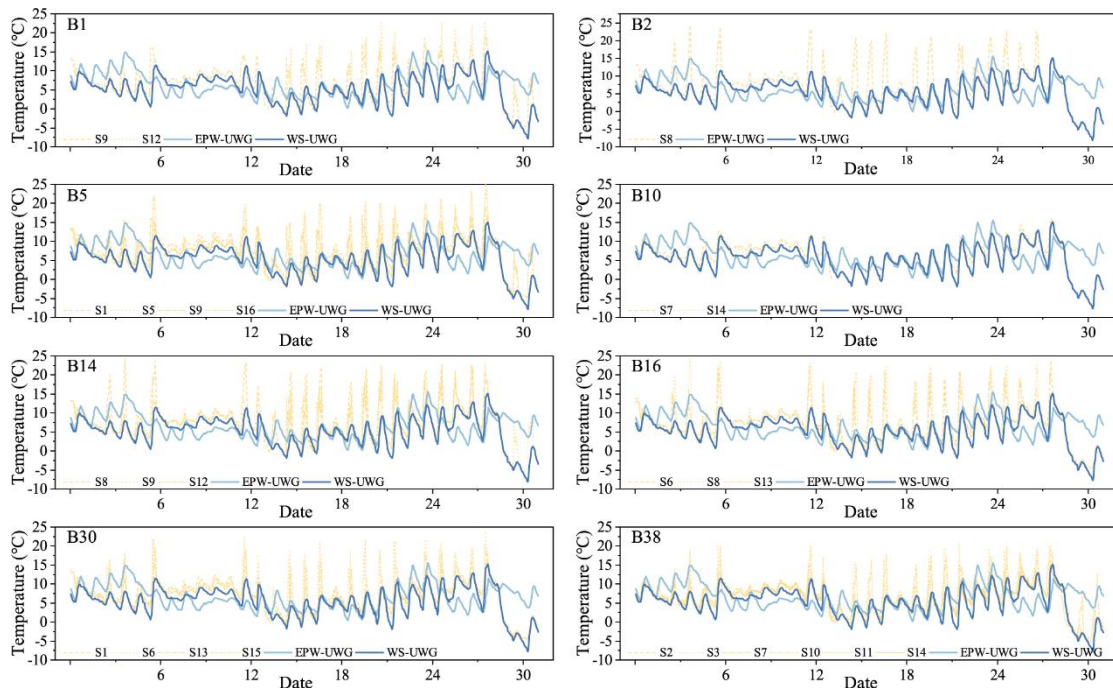 B1
Temperature (℃)
25
20
15
10
5
0
-5
-10
S9 S12 EPW-UWG WS-UWG
6 12 18 24 30
Date
B2
Temperature (℃)
25
20
15
10
5
0
-5
-10
S8 EPW-UWG WS-UWG
6 12 18 24 30
Date
B5
Temperature (℃)
25
20
15
10
5
0
-5
-10
S1 S5 S9 S16 EPW-UWG WS-UWG
6 12 18 24 30
Date
B10
Temperature (℃)
25
20
15
10
5
0
-5
-10
S7 S14 EPW-UWG WS-UWG
6 12 18 24 30
Date
B14
Temperature (℃)
25
20
15
10
5
0
-5
-10
S8 S9 S12 EPW-UWG WS-UWG
6 12 18 24 30
Date
B16
Temperature (℃)
25
20
15
10
5
0
-5
-10
S6 S8 S13 EPW-UWG WS-UWG
6 12 18 24 30
Date
B30
Temperature (℃)
25
20
15
10
5
0
-5
-10
S1 S6 S13 S15 EPW-UWG WS-UWG
6 12 18 24 30
Date
B38
Temperature (℃)
25
20
15
10
5
0
-5
-10
S2 S3 S7 S10 S11 S14 EPW-UWG WS-UWG
6 12 18 24 30
Date